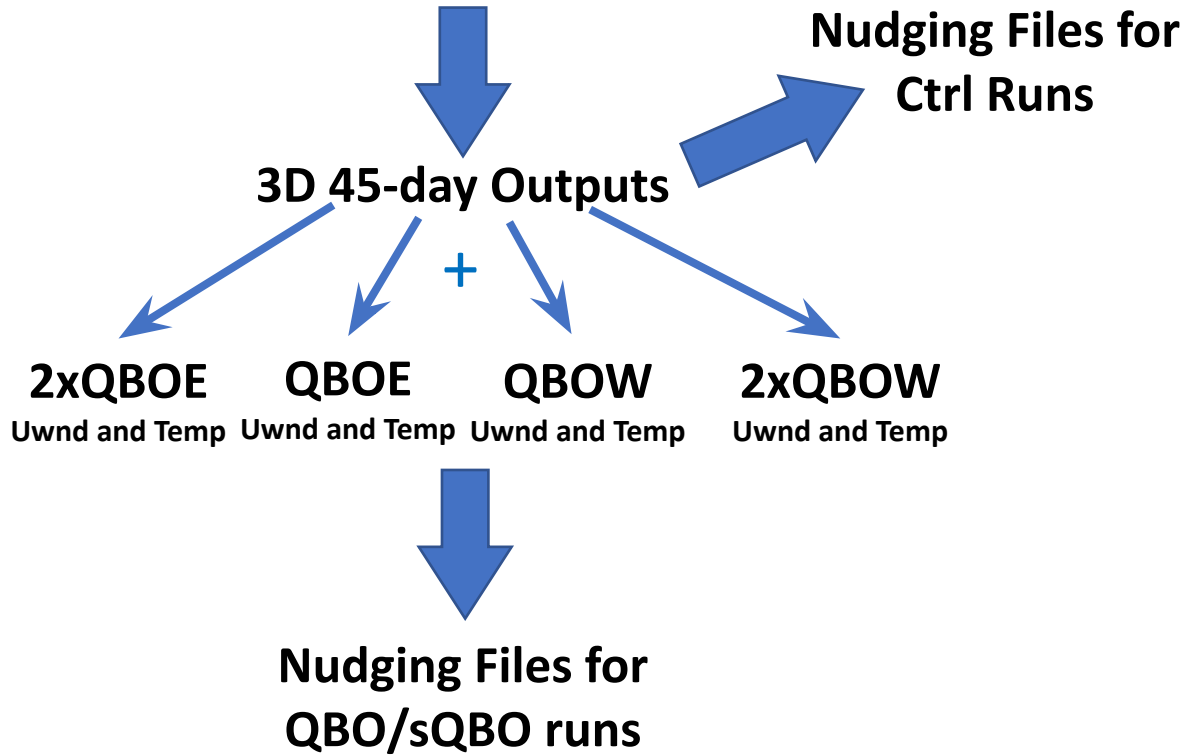 Nudging Files for
Ctrl Runs
3D 45-day Outputs
+
2xQBOE
Uwnd and Temp
QBOE
Uwnd and Temp
QBOW
Uwnd and Temp
2xQBOW
Uwnd and Temp
Nudging Files for
QBO/sQBO runs